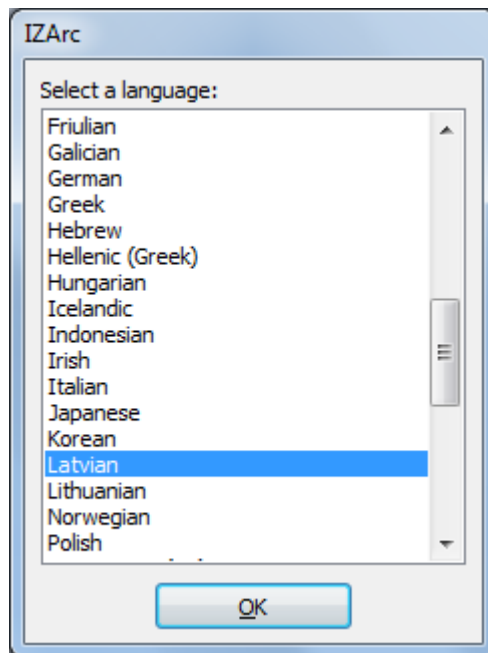 IZArc
Select a language:
Friulian
Galician
German
Greek
Hebrew
Hellenic (Greek)
Hungarian
Icelandic
Indonesian
Irish
Italian
Japanese
Korean
Latvian
Lithuanian
Norwegian
Polish
OK